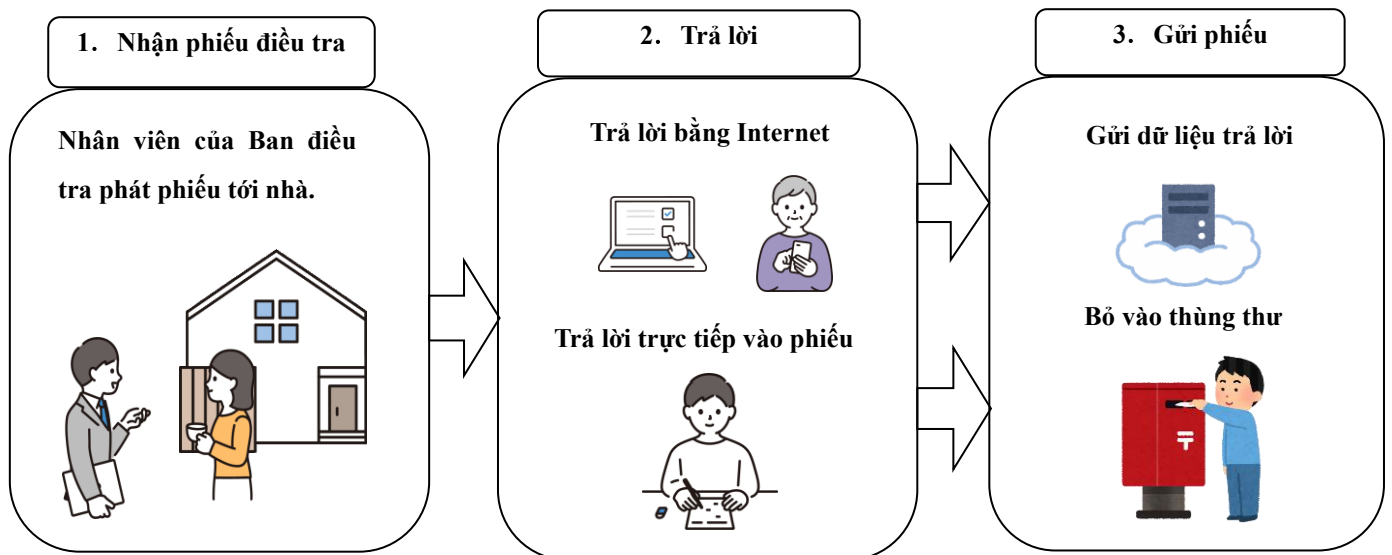 1. Nhận phiếu điều tra
Nhân viên của Ban điều
tra phát phiếu tới nhà.
2. Trả lời
Trả lời bằng Internet
Trả lời trực tiếp vào phiếu
3. Gửi phiếu
Gửi dữ liệu trả lời
Bỏ vào thùng thư
〒